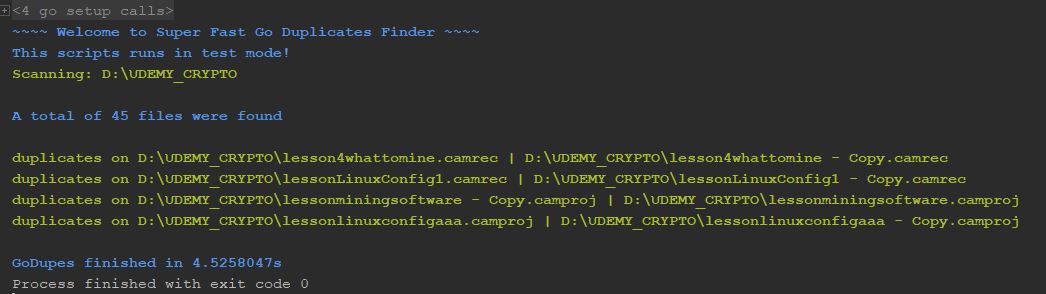 <4 go setup calls>
~~~~ Welcome to Super Fast Go Duplicates Finder ~~~~
This scripts runs in test mode!
Scanning: D:\UDEMY_CRYPTO
A total of 45 files were found
duplicates on D:\UDEMY_CRYPTO\lesson4whattomine.camrec | D:\UDEMY_CRYPTO\lesson4whattomine - Copy.camrec
duplicates on D:\UDEMY_CRYPTO\lessonLinuxConfig1.camrec | D:\UDEMY_CRYPTO\lessonLinuxConfig1 - Copy.camrec
duplicates on D:\UDEMY_CRYPTO\lessonminingsoftware - Copy.camproj | D:\UDEMY_CRYPTO\lessonminingsoftware.camproj
duplicates on D:\UDEMY_CRYPTO\lessonlinuxconfigaaa.camproj | D:\UDEMY_CRYPTO\lessonlinuxconfigaaa - Copy.camproj
GoDupes finished in 4.5258047s
Process finished with exit code 0